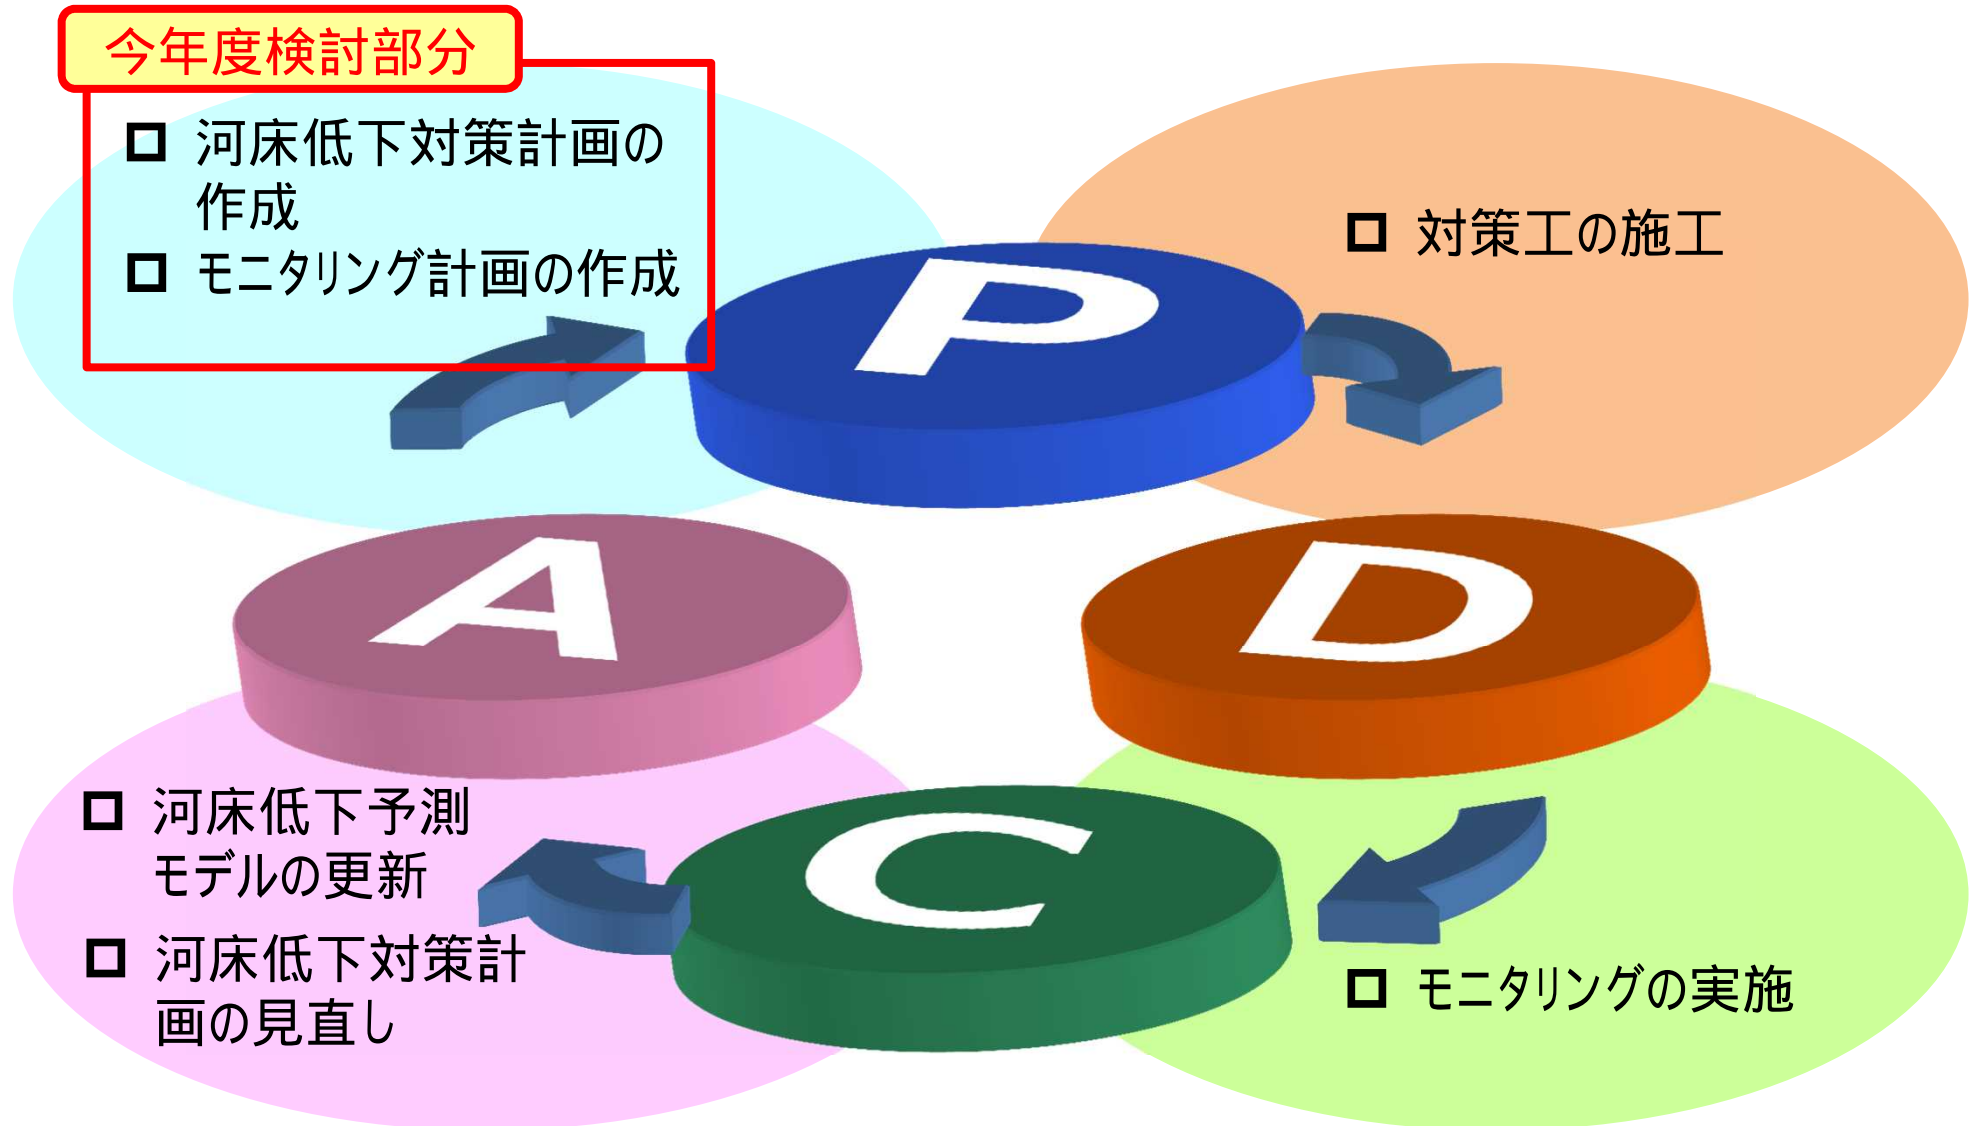 今年度検討部分
河床低下対策計画の
作成
モニタリング計画の作成
対策工の施工
P
A
D
C
河床低下予測
モデルの更新
河床低下対策計
画の見直し
モニタリングの実施